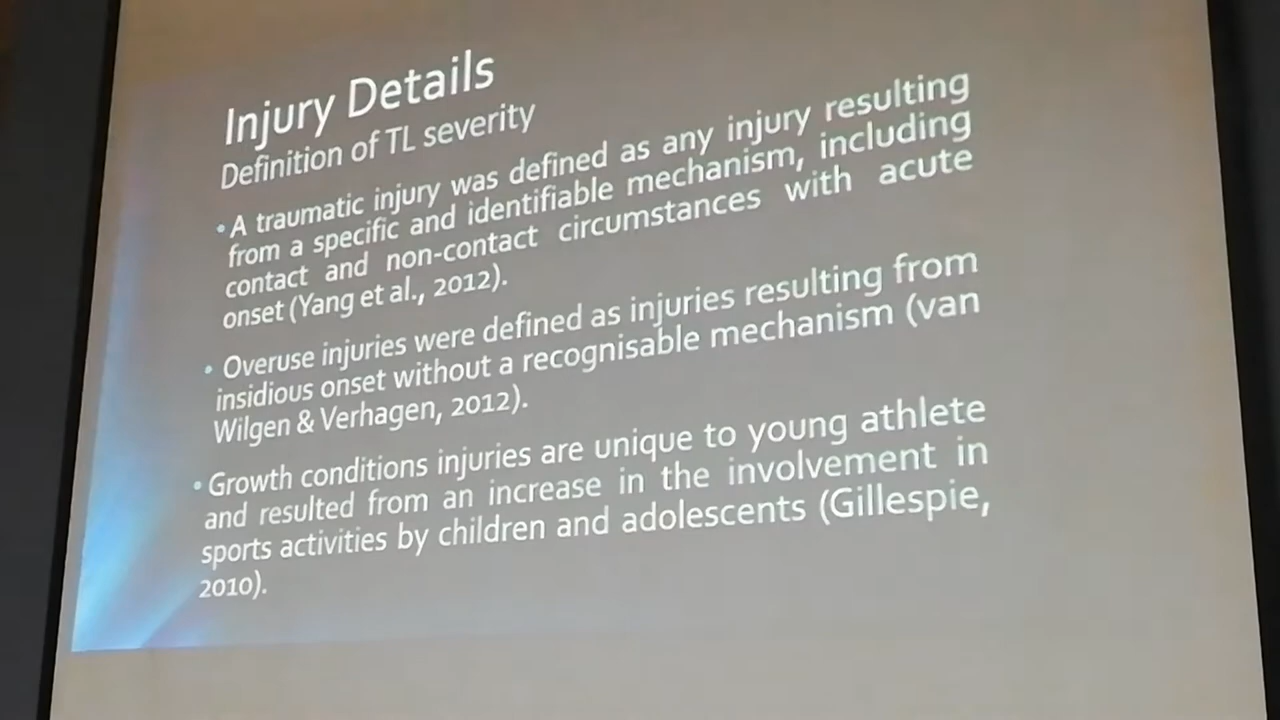 Injury Details
Definition of TL severity
• A traumatic injury was defined as any injury resulting
from a specific and identifiable mechanism, including
contact and non-contact circumstances with acute
onset (Yang et al., 2012).
• Overuse injuries were defined as injuries resulting from
insidious onset without a recognisable mechanism (van
Wilgen & Verhagen, 2012).
• Growth conditions injuries are unique to young athlete
and resulted from an increase in the involvement in
sports activities by children and adolescents (Gillespie,
2010).